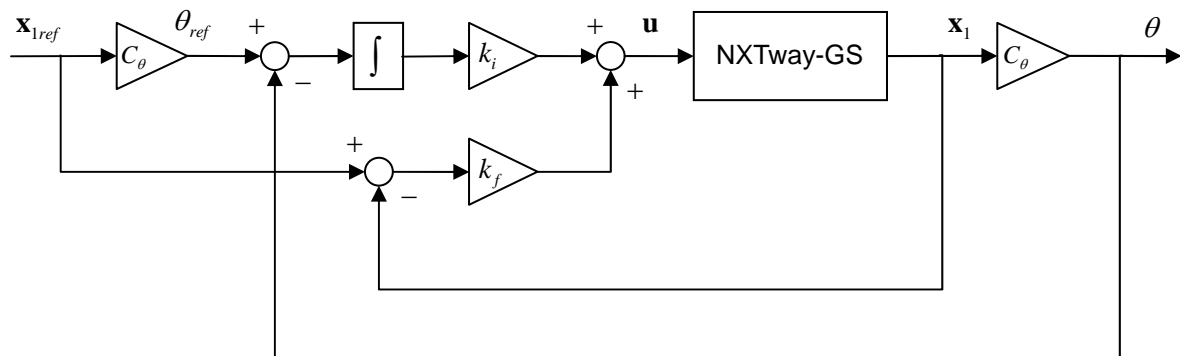 x1ref
Cθ
θref
+
−
∫
ki
+
+
u
NXTway-GS
x1
Cθ
θ
+
−
kf